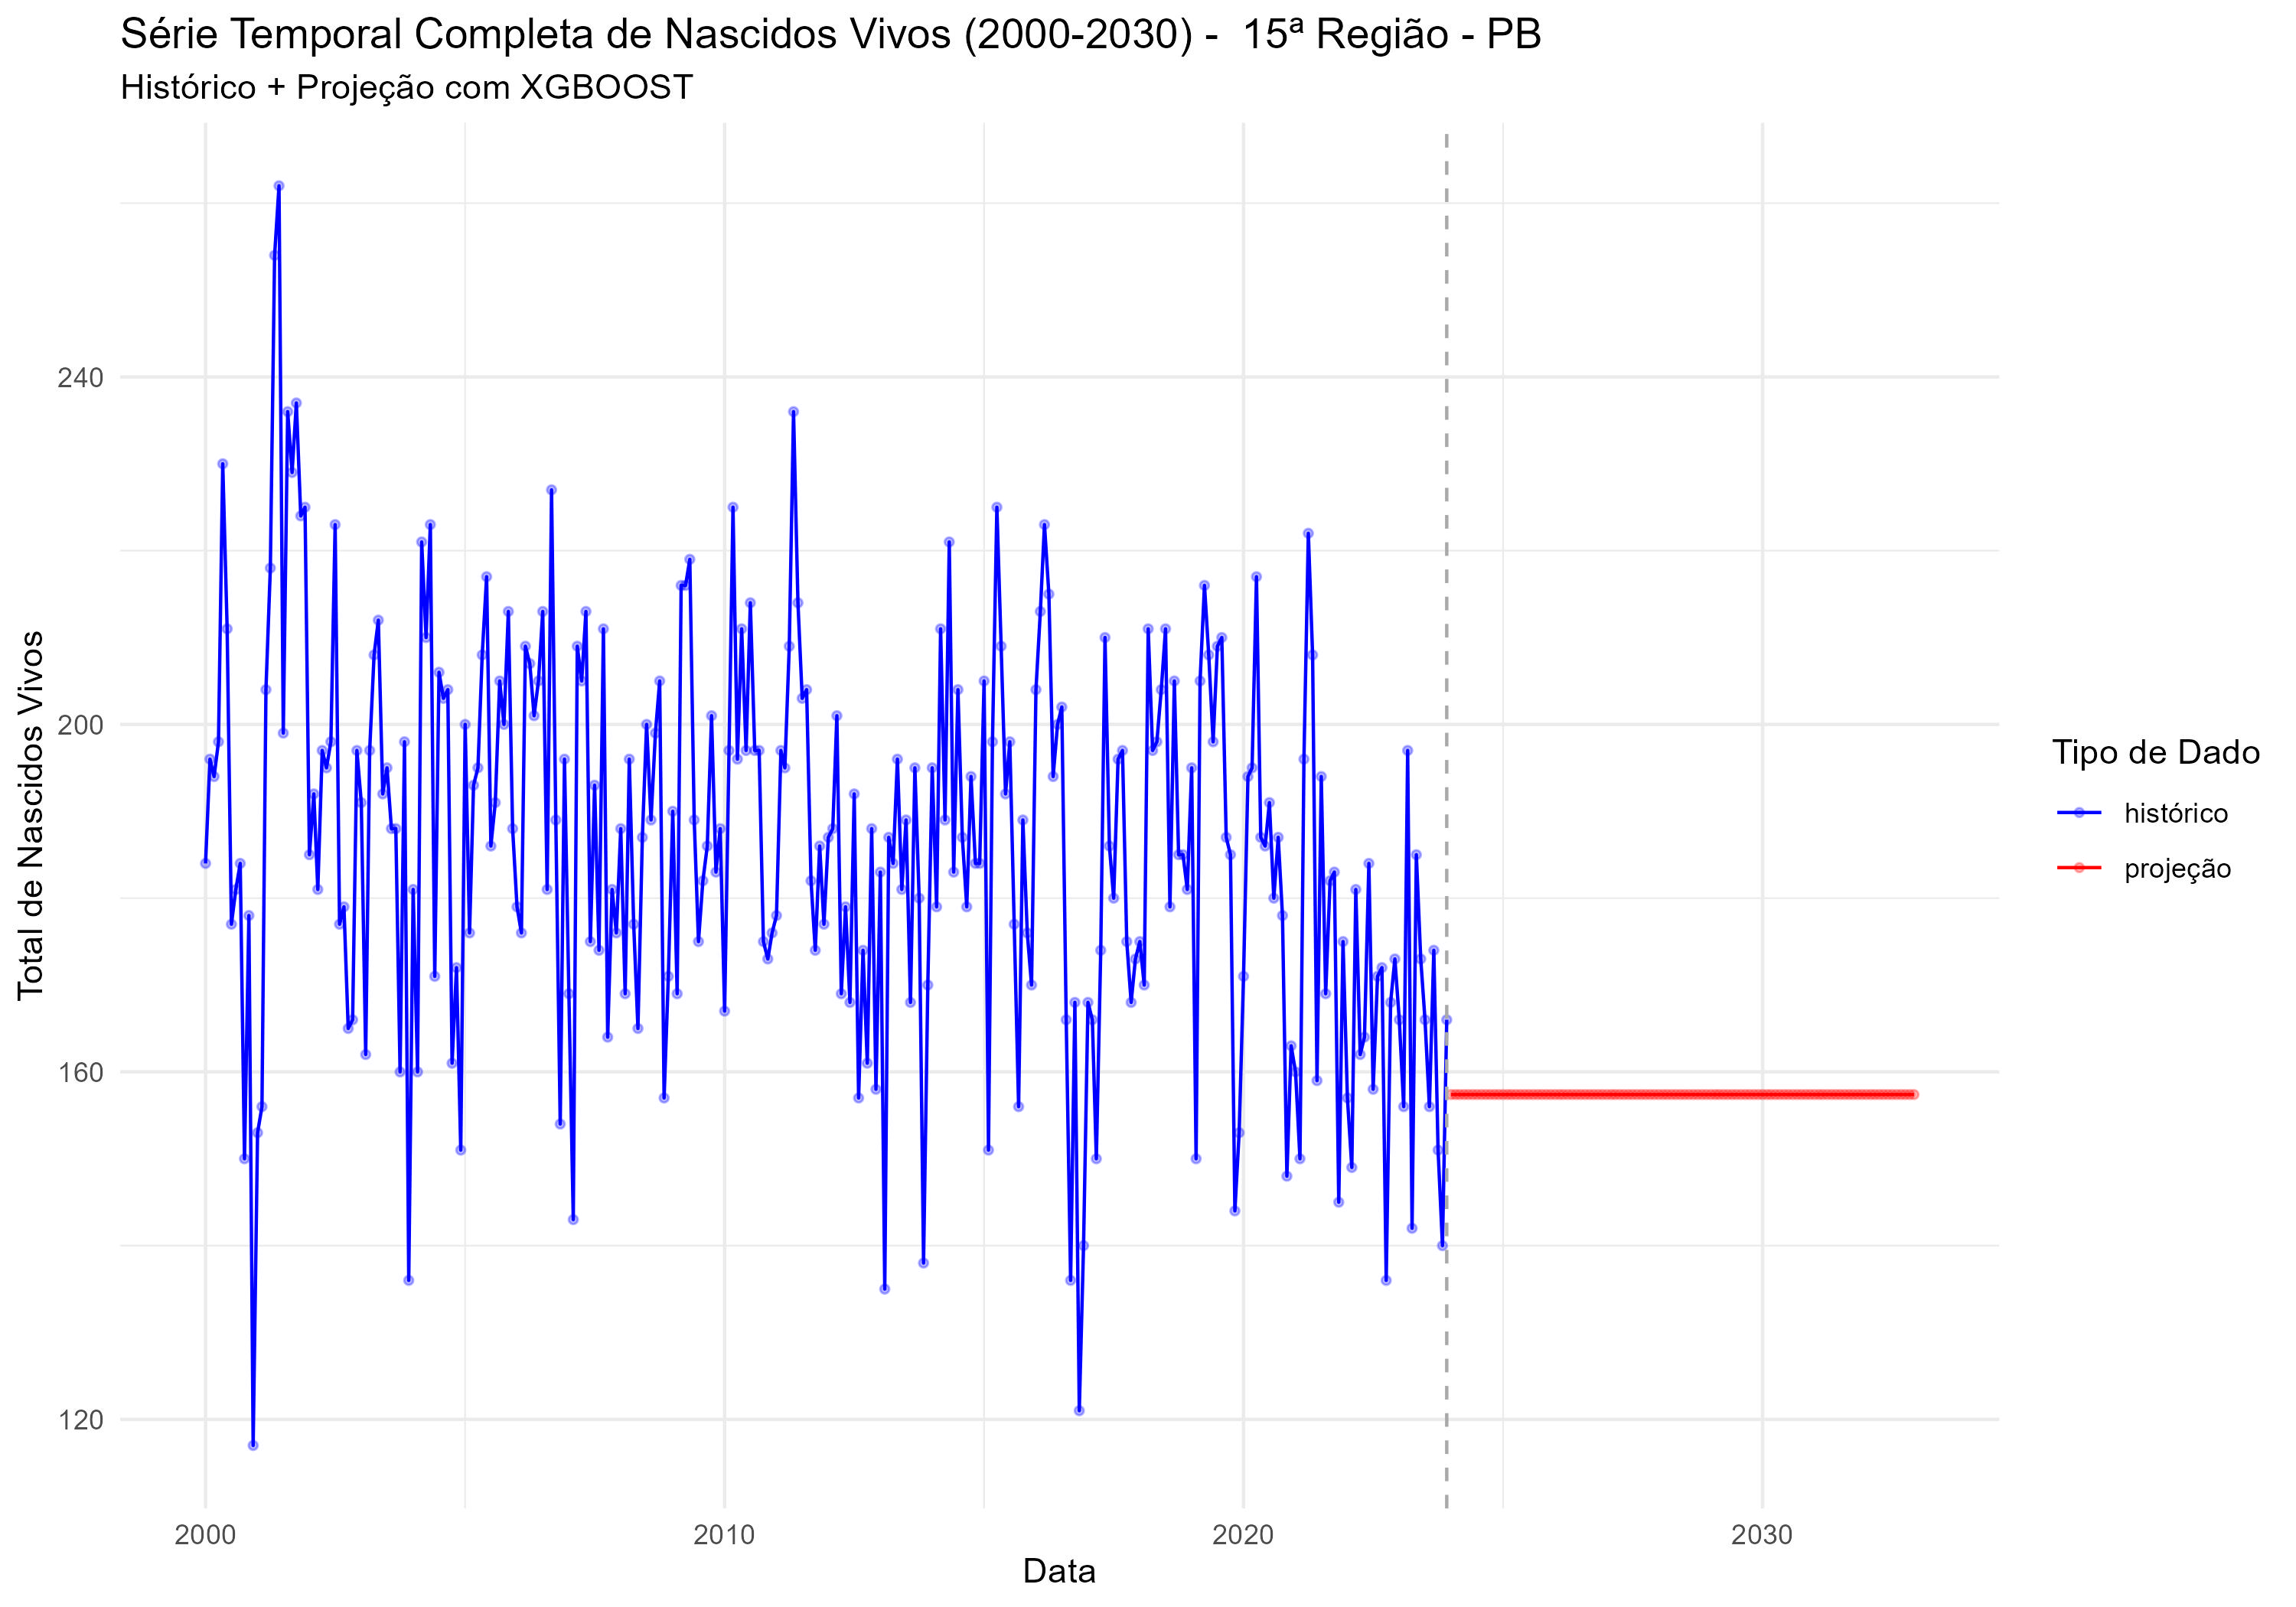 Série Temporal Completa de Nascidos Vivos (2000-2030) -  15ª Região - PB
Histórico + Projeção com XGBOOST
Total de Nascidos Vivos
240
200
160
120
2000
2010
2020
2030
Data
Tipo de Dado
histórico
projeção